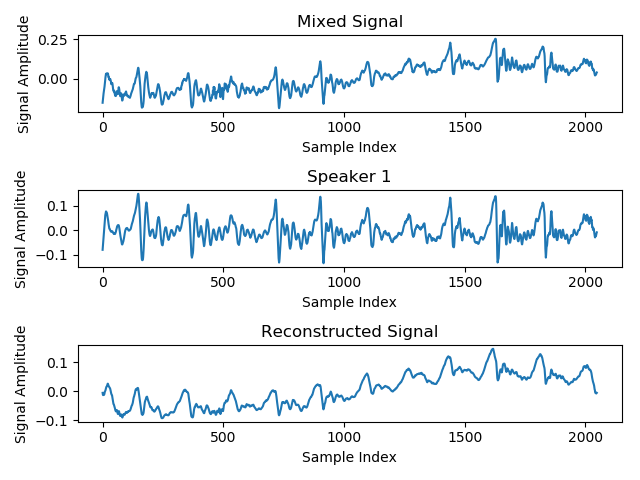 Mixed Signal
Signal Amplitude
0.25
0.00
0 500 1000 1500 2000
Sample Index
Speaker 1
Signal Amplitude
0.1
0.0
−0.1
0 500 1000 1500 2000
Sample Index
Reconstructed Signal
Signal Amplitude
0.1
0.0
−0.1
0 500 1000 1500 2000
Sample Index